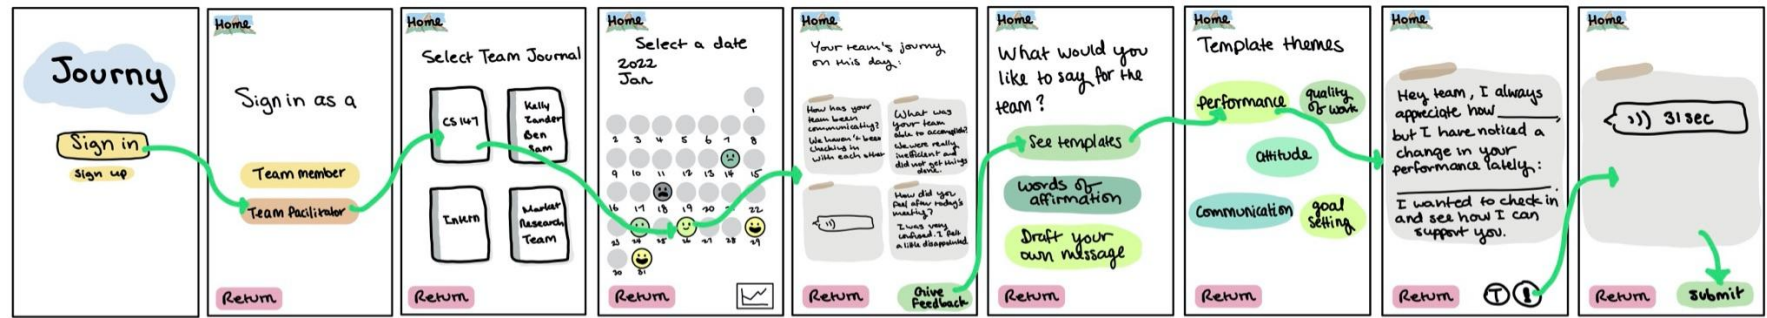 Journy
Sign in
sign up
Home
Sign in as a
Team member
Team facilitator
Return
Home
Select Team Journal
CS 147
Kelly
Zander
Ben
Sam
Intern
Market
Research
Team
Return
Home
Select a date
2022
Jan
1
2 3 4 5 6 7 8
9 10 11 12 13 14 15
16 17 18 19 20 21 22
23 24 25 26 27 28 29
30 31
Return
Home
Your team's journy
on this day:
How has your
team been
communicating?
We haven't been
checking in
with each other
What was
your team
able to accomplish?
We were really
inefficient and
did not get things
done.
How did you
feel after today's
meeting?
I was very
confused. I felt
a little disappointed
Return
Give
Feedback
Home
What would you
like to say for the
team?
See templates
words of
affirmation
Draft your
own message
Return
Home
Template themes
performance
quality
of work
attitude
communication
goal
setting
Return
Home
Hey team, I always
appreciate how ______,
but I have noticed a
change in your
performance lately:
______.
I wanted to check in
and see how I can
support you.
Return
T
Home
31 sec
Return
submit